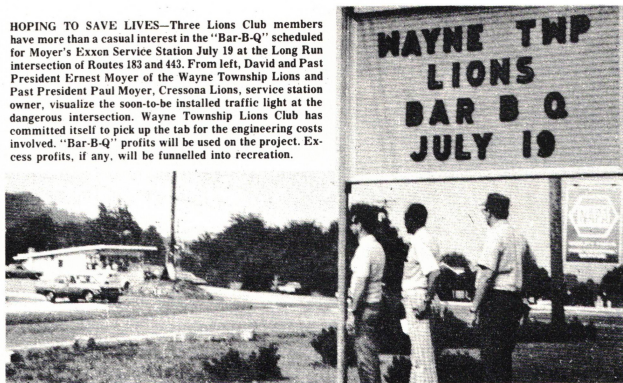 HOPING TO SAVE LIVES—Three Lions Club members
have more than a casual interest in the "Bar-B-Q" scheduled
for Moyer's Exxon Service Station July 19 at the Long Run
intersection of Routes 183 and 443. From left, David and Past
President Ernest Moyer of the Wayne Township Lions and
Past President Paul Moyer, Cressona Lions, service station
owner, visualize the soon-to-be installed traffic light at the
dangerous intersection. Wayne Township Lions Club has
committed itself to pick up the tab for the engineering costs
involved. "Bar-B-Q" profits will be used on the project. Ex-
cess profits, if any, will be funnelled into recreation.
WAYNE TWP
LIONS
BAR B Q
JULY 19
NAPA